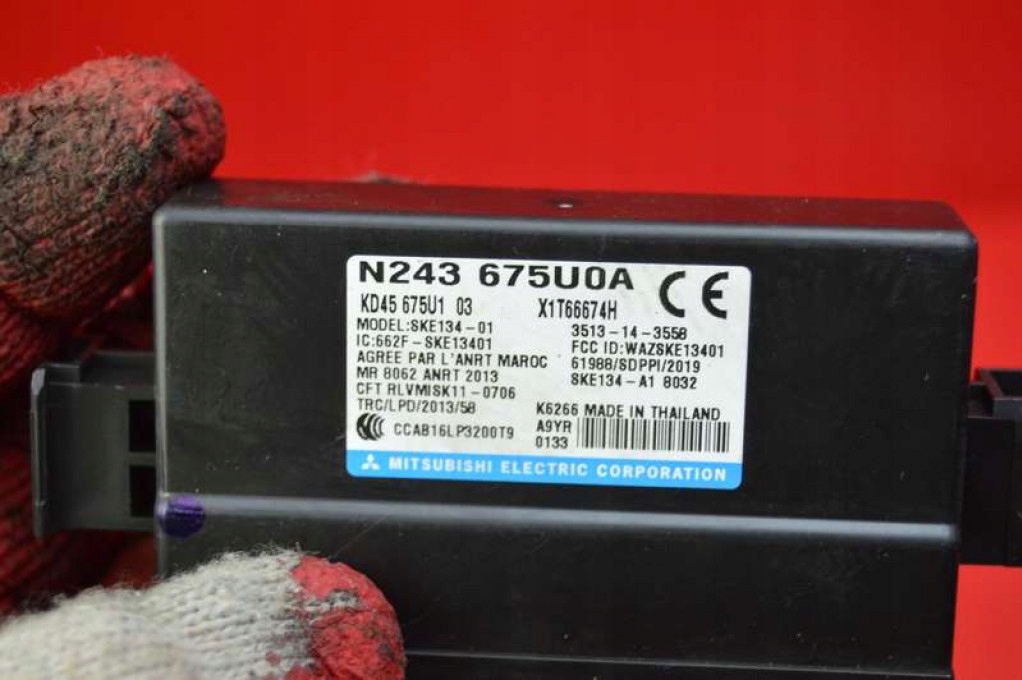 N243 675U0A CE
KD45 675U1 03 X1T66674H
MODEL:SKE134-01 3513-14-3558
IC:662F-SKE13401 FCC ID:WAZSKE13401
AGREE PAR L'ANRT MAROC 61988/SDPPI/2019
MR 8062 ANRT 2013 SKE134-A1 8032
CFT RLVMISK11-0706
TRC/LPD/2013/58 K6266 MADE IN THAILAND
CCAB16LP3200T9 A9YR
0133
MITSUBISHI ELECTRIC CORPORATION